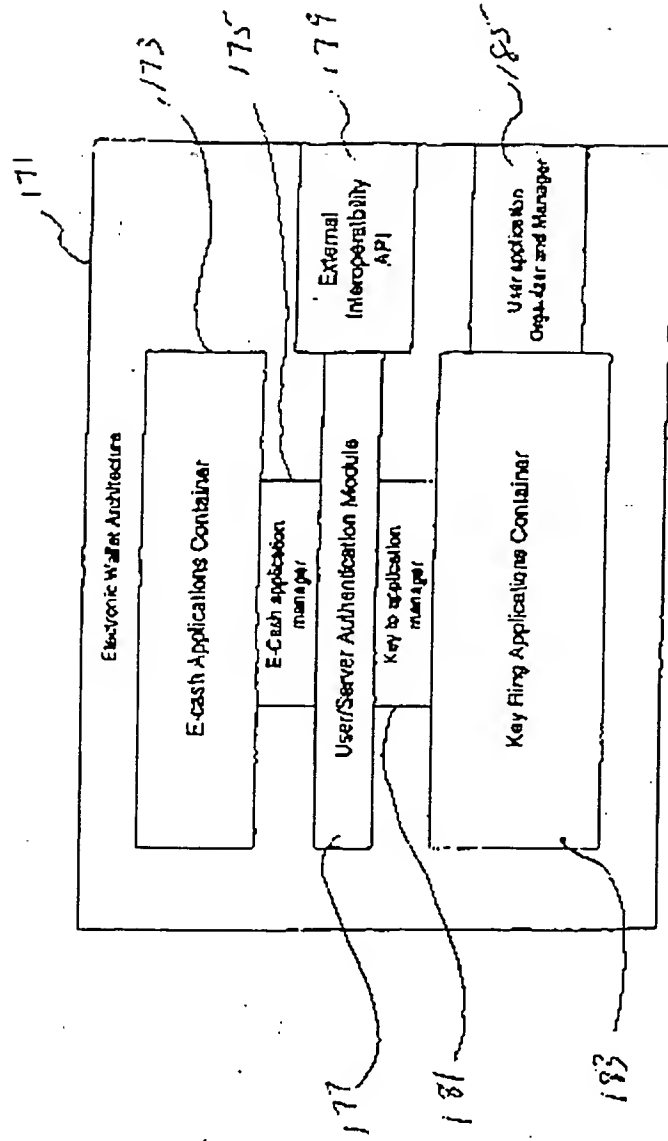 171
Electronic Wallet Architecture
173
E-cash Applications Container
E-Cash application
manager
175
User/Server Authentication Module
177
External
Interoperability
API
179
Key to application
manager
181
Key Ring Applications Container
183
User application
Organizer and Manager
185